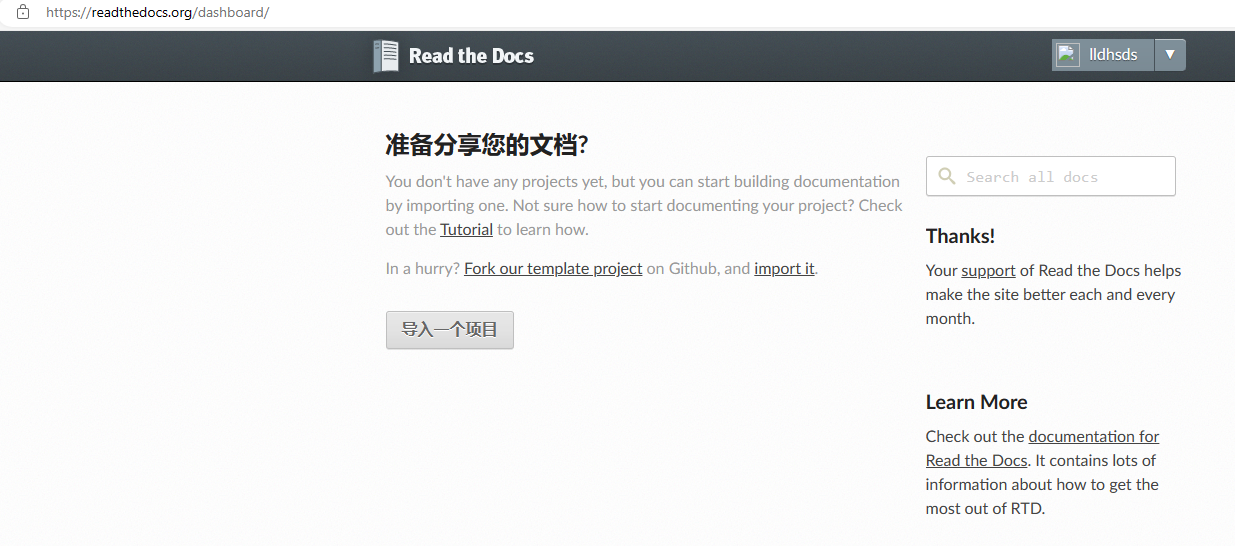 https://readthedocs.org/dashboard/
Read the Docs
lldhsds
准备分享您的文档?
You don't have any projects yet, but you can start building documentation
by importing one. Not sure how to start documenting your project? Check
out the Tutorial to learn how.
In a hurry? Fork our template project on Github, and import it.
导入一个项目
Search all docs
Thanks!
Your support of Read the Docs helps
make the site better each and every
month.
Learn More
Check out the documentation for
Read the Docs. It contains lots of
information about how to get the
most out of RTD.